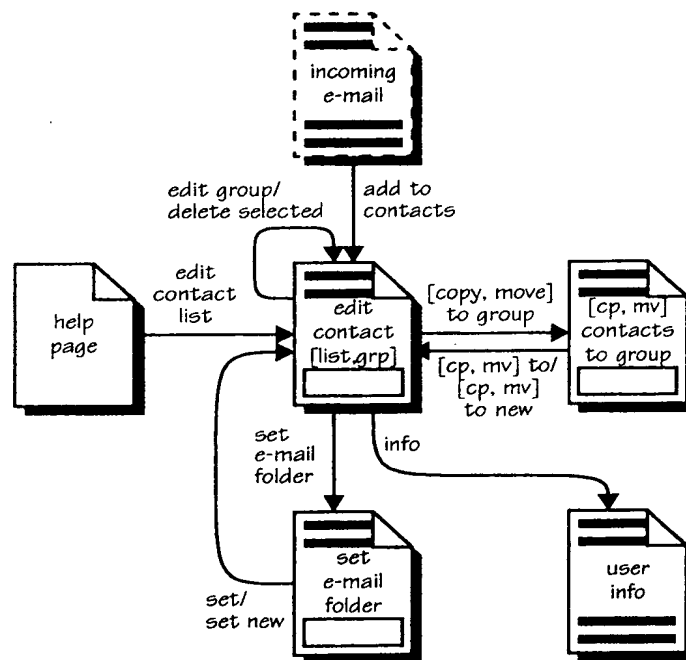 incoming
e-mail
edit group/
delete selected
add to
contacts
help
page
edit
contact
list
edit
contact
[list,grp]
[copy, move]
to group
[cp, mv] to/
[cp, mv]
to new
[cp, mv]
contacts
to group
set
e-mail
folder
info
set/
set new
set
e-mail
folder
user
info